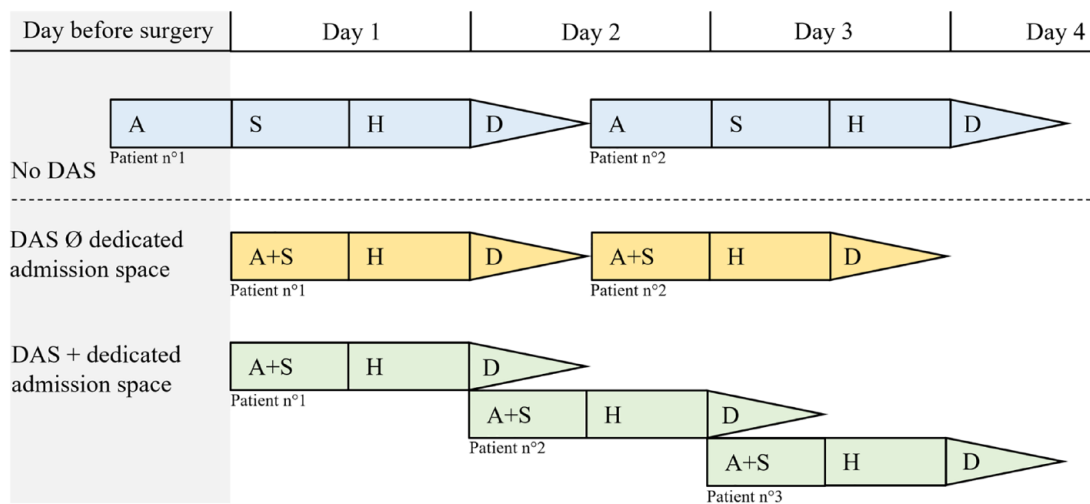 Day before surgery Day 1 Day 2 Day 3 Day 4
A S H D A S H D
Patient n°1 Patient n°2
No DAS
DAS Ø dedicated
admission space
A+S H D A+S H D
Patient n°1 Patient n°2
DAS + dedicated
admission space
A+S H D
Patient n°1
A+S H D
Patient n°2
A+S H D
Patient n°3